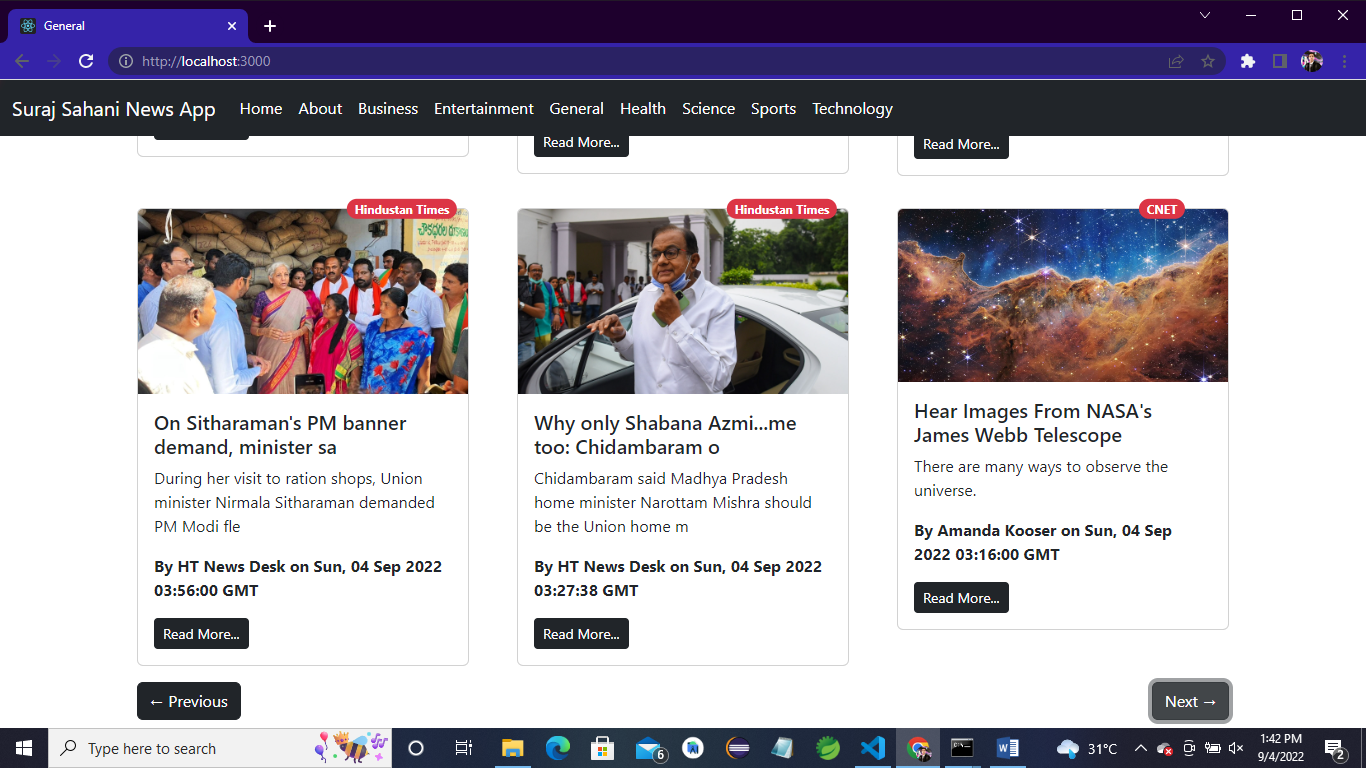 General
http://localhost:3000
Suraj Sahani News App Home About Business Entertainment General Health Science Sports Technology
Read More...
Read More...
Hindustan Times
Hindustan Times
CNET
On Sitharaman's PM banner
demand, minister sa
During her visit to ration shops, Union
minister Nirmala Sitharaman demanded
PM Modi fle
By HT News Desk on Sun, 04 Sep 2022
03:56:00 GMT
Read More...
Why only Shabana Azmi...me
too: Chidambaram o
Chidambaram said Madhya Pradesh
home minister Narottam Mishra should
be the Union home m
By HT News Desk on Sun, 04 Sep 2022
03:27:38 GMT
Read More...
Hear Images From NASA's
James Webb Telescope
There are many ways to observe the
universe.
By Amanda Kooser on Sun, 04 Sep
2022 03:16:00 GMT
Read More...
← Previous
Next →
Type here to search
6
31°C
1:42 PM
9/4/2022
2